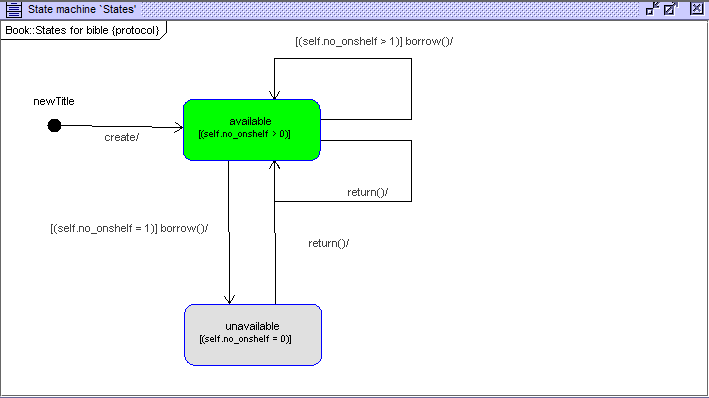 State machine `States'
Book::States for bible {protocol}
[(self.no_onshelf > 1)] borrow()/
newTitle
available
[(self.no_onshelf > 0)]
create/
return()/
[(self.no_onshelf = 1)] borrow()/
return()/
unavailable
[(self.no_onshelf = 0)]